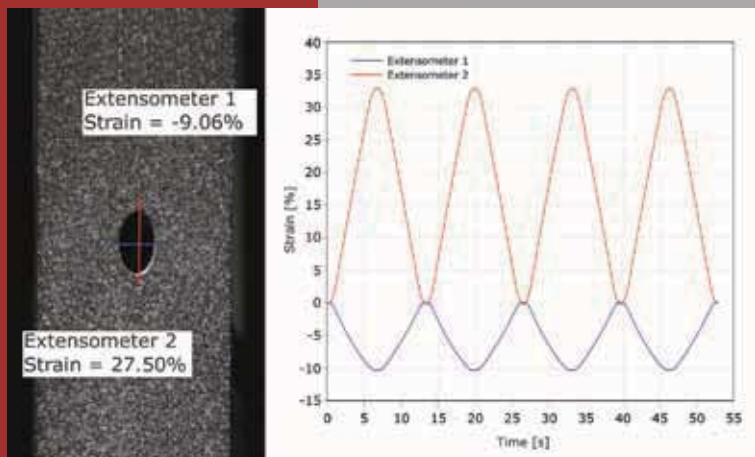 Extensometer 1
Strain = -9.06%
Extensometer 2
Strain = 27.50%
Extensometer 1
Extensometer 2
40
35
30
25
20
15
10
5
0
-5
-10
-15
Strain [%]
0 5 10 15 20 25 30 35 40 45 50 55
Time [s]